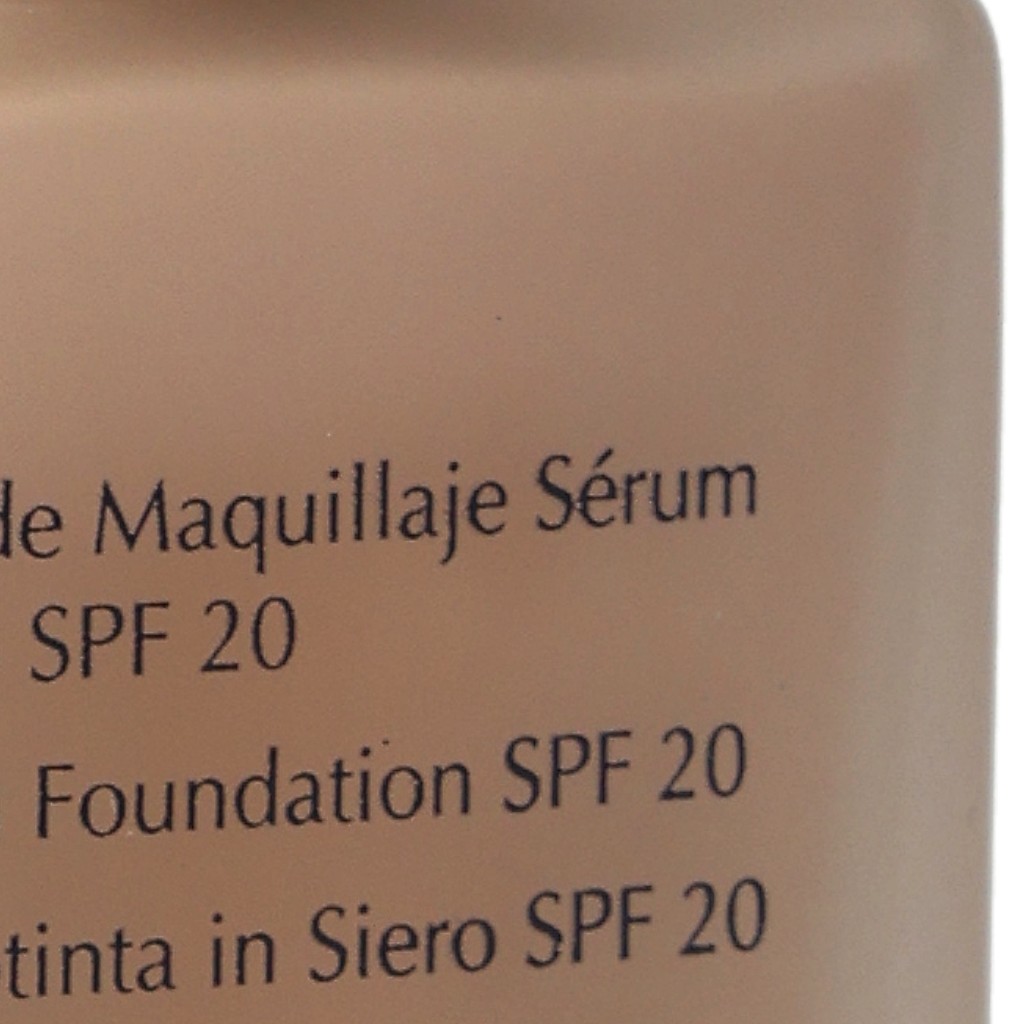 de Maquillaje Sérum
SPF 20
Foundation SPF 20
tinta in Siero SPF 20